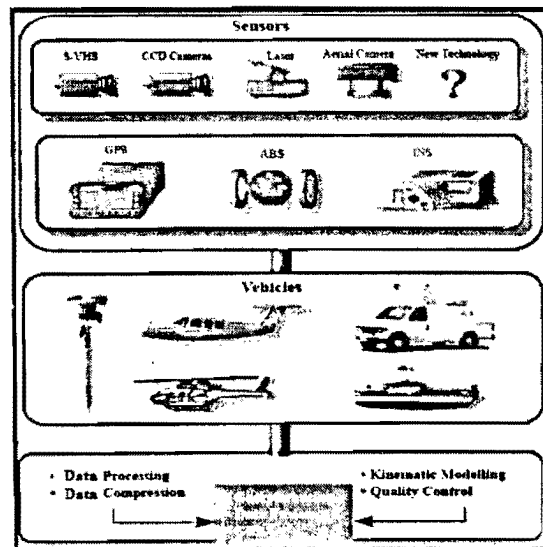 Sensors
S-VHS CCD Cameras Laser Aerial Camera New Technology
?
GPS ABS INS
Vehicles
• Data Processing
• Data Compression
• Kinematic Modelling
• Quality Control